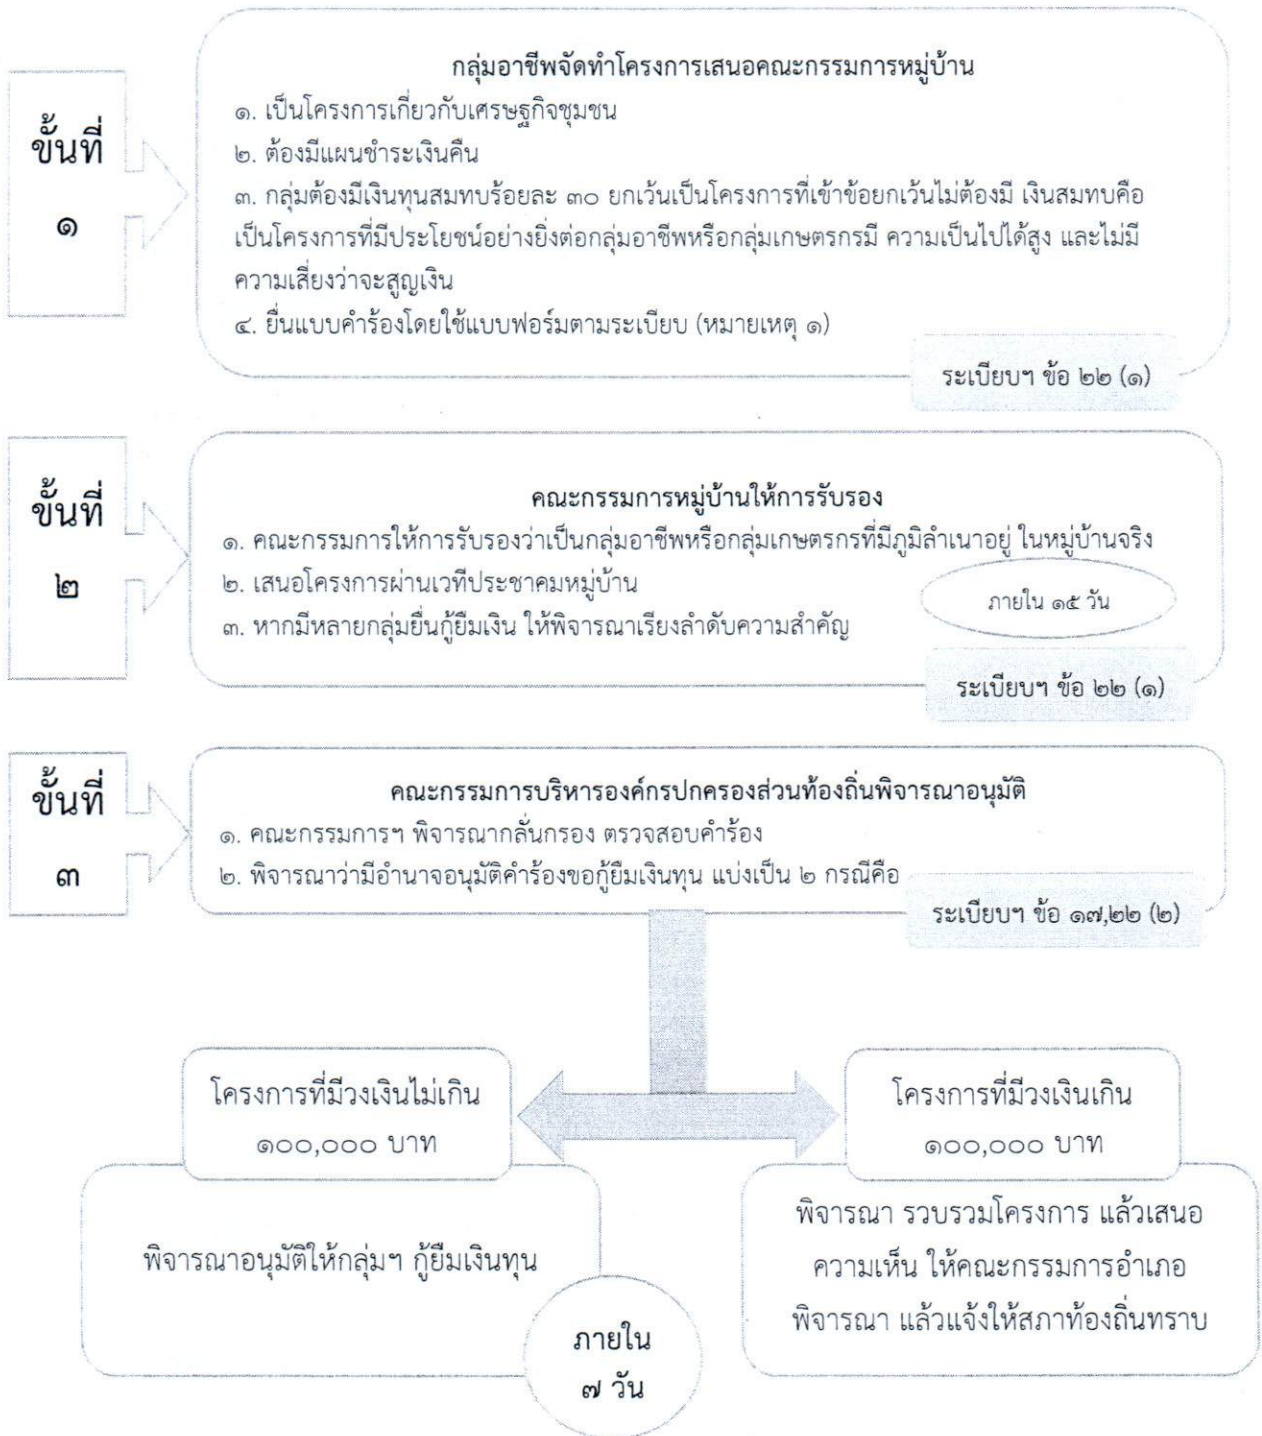 ขั้นที่
๑
กลุ่มอาชีพจัดทำโครงการเสนอคณะกรรมการหมู่บ้าน
๑. เป็นโครงการเกี่ยวกับเศรษฐกิจชุมชน
๒. ต้องมีแผนชำระเงินคืน
๓. กลุ่มต้องมีเงินทุนสมทบร้อยละ ๓๐ ยกเว้นเป็นโครงการที่เข้าข้อยกเว้นไม่ต้องมี เงินสมทบคือ
เป็นโครงการที่มีประโยชน์อย่างยิ่งต่อกลุ่มอาชีพหรือกลุ่มเกษตรกรมี ความเป็นไปได้สูง และไม่มี
ความเสี่ยงว่าจะสูญเงิน
๔. ยื่นแบบคำร้องโดยใช้แบบฟอร์มตามระเบียบ (หมายเหตุ ๑)
ระเบียบฯ ข้อ ๒๒ (๑)
ขั้นที่
๒
คณะกรรมการหมู่บ้านให้การรับรอง
๑. คณะกรรมการให้การรับรองว่าเป็นกลุ่มอาชีพหรือกลุ่มเกษตรกรที่มีภูมิลำเนาอยู่ ในหมู่บ้านจริง
๒. เสนอโครงการผ่านเวทีประชาคมหมู่บ้าน
๓. หากมีหลายกลุ่มยื่นกู้ยืมเงิน ให้พิจารณาเรียงลำดับความสำคัญ
ภายใน ๑๕ วัน
ระเบียบฯ ข้อ ๒๒ (๑)
ขั้นที่
๓
คณะกรรมการบริหารองค์กรปกครองส่วนท้องถิ่นพิจารณาอนุมัติ
๑. คณะกรรมการฯ พิจารณากลั่นกรอง ตรวจสอบคำร้อง
๒. พิจารณาว่ามีอำนาจอนุมัติคำร้องขอกู้ยืมเงินทุน แบ่งเป็น ๒ กรณีคือ
ระเบียบฯ ข้อ ๑๗,๒๒ (๒)
โครงการที่มีวงเงินไม่เกิน
๑๐๐,๐๐๐ บาท
พิจารณาอนุมัติให้กลุ่มฯ กู้ยืมเงินทุน
ภายใน
๗ วัน
โครงการที่มีวงเงินเกิน
๑๐๐,๐๐๐ บาท
พิจารณา รวบรวมโครงการ แล้วเสนอ
ความเห็น ให้คณะกรรมการอำเภอ
พิจารณา แล้วแจ้งให้สภาท้องถิ่นทราบ